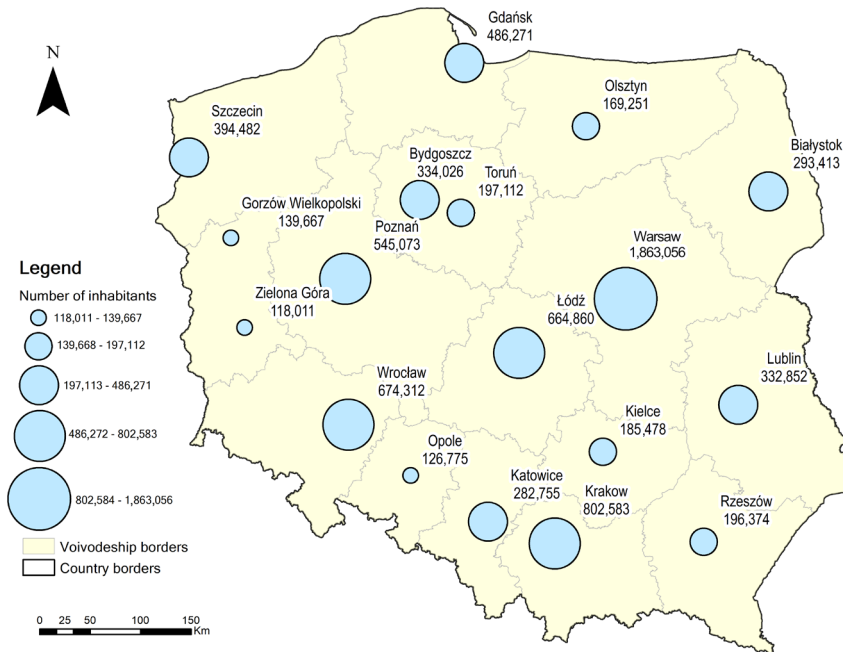 Gdańsk
486,271
N
Olsztyn
169,251
Szczecin
394,482
Białystok
293,413
Bydgoszcz
334,026
Toruń
197,112
Gorzów Wielkopolski
139,667
Poznań
545,073
Warsaw
1,863,056
Legend
Number of inhabitants
118,011 - 139,667
139,668 - 197,112
197,113 - 486,271
486,272 - 802,583
802,584 - 1,863,056
Voivodeship borders
Country borders
0 25 50 100 150
Km
Zielona Góra
118,011
Łódź
664,860
Lublin
332,852
Wrocław
674,312
Kielce
185,478
Opole
126,775
Katowice
282,755
Krakow
802,583
Rzeszów
196,374